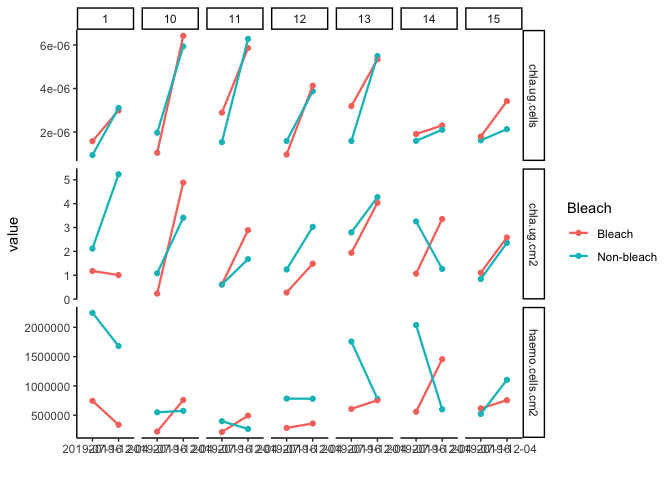 1 10 11 12 13 14 15
6e-06
4e-06
2e-06
chla.ug.cells
5
4
3
2
1
0
chla.ug.cm2
2000000
1500000
1000000
500000
haemo.cells.cm2
value
Bleach
Bleach
Non-bleach